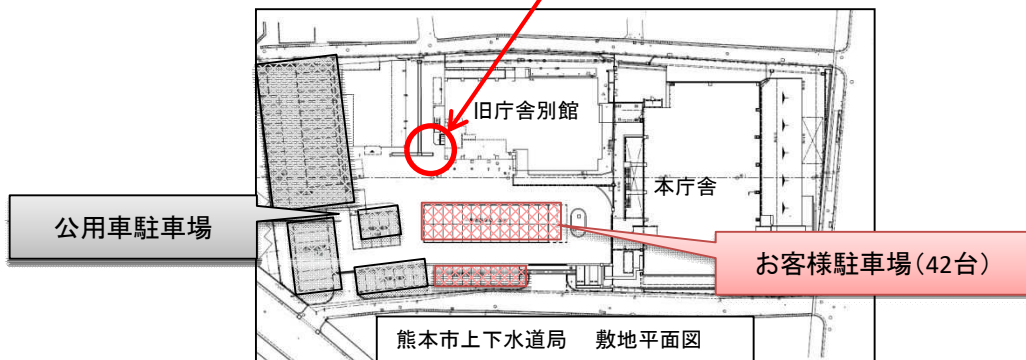 旧庁舎別館
本庁舎
公用車駐車場
お客様駐車場(42台)
熊本市上下水道局　敷地平面図